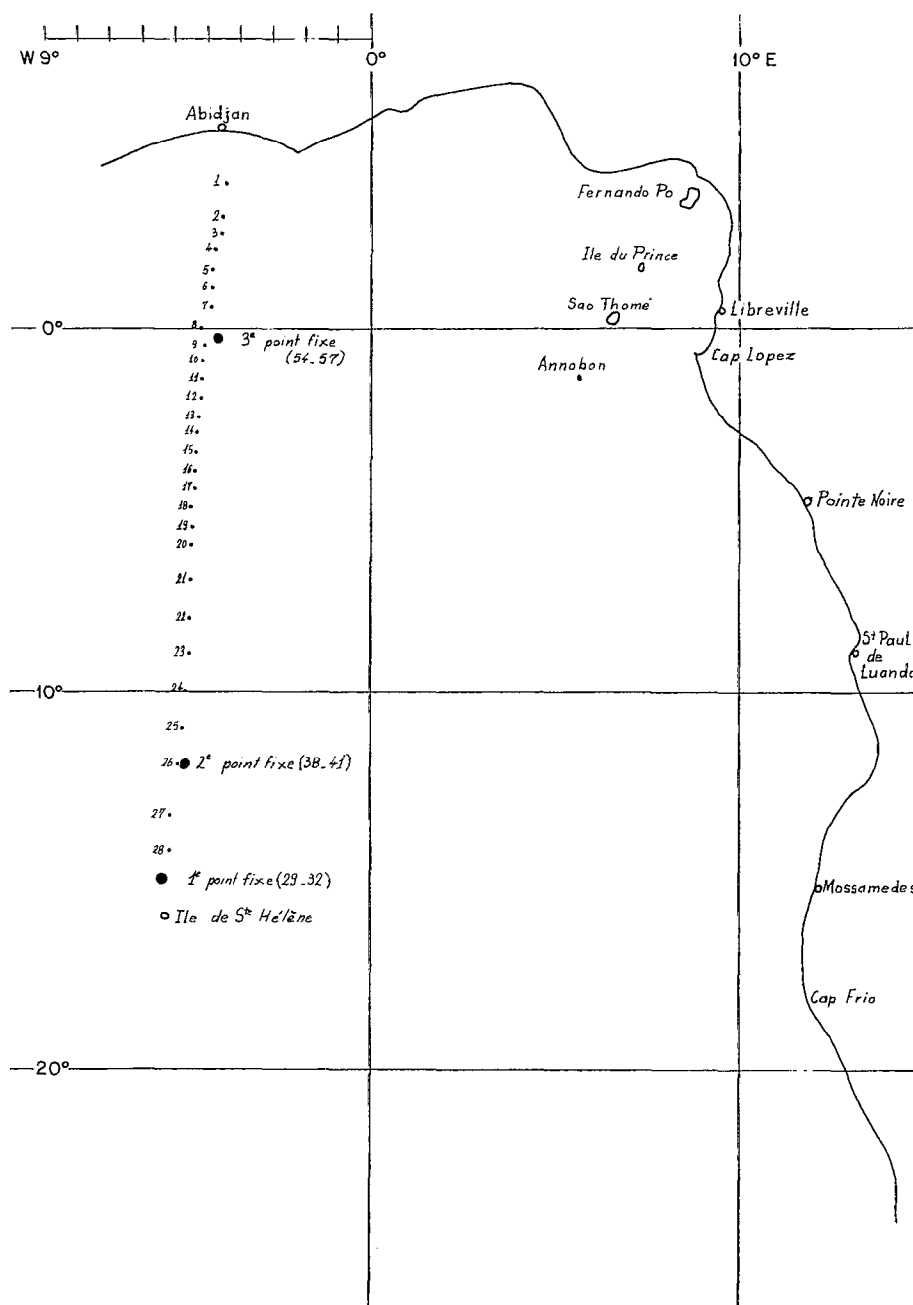 W 9°
0°
10° E
Abidjan
1
Fernando Po
2
3
4
Ile du Prince
5
6
Sao Thomé
7
Libreville
8
0°
9
3e point fixe
(54-57)
10
Cap Lopez
Annabon
11
12
13
14
15
16
17
18
Pointe Noire
19
20
21
22
23
St Paul
de
Luanda
24
10°
25
26
2e point fixe (38-41)
27
28
1e point fixe (29-32)
Mossamedes
Ile de Ste Hélène
Cap Frio
20°